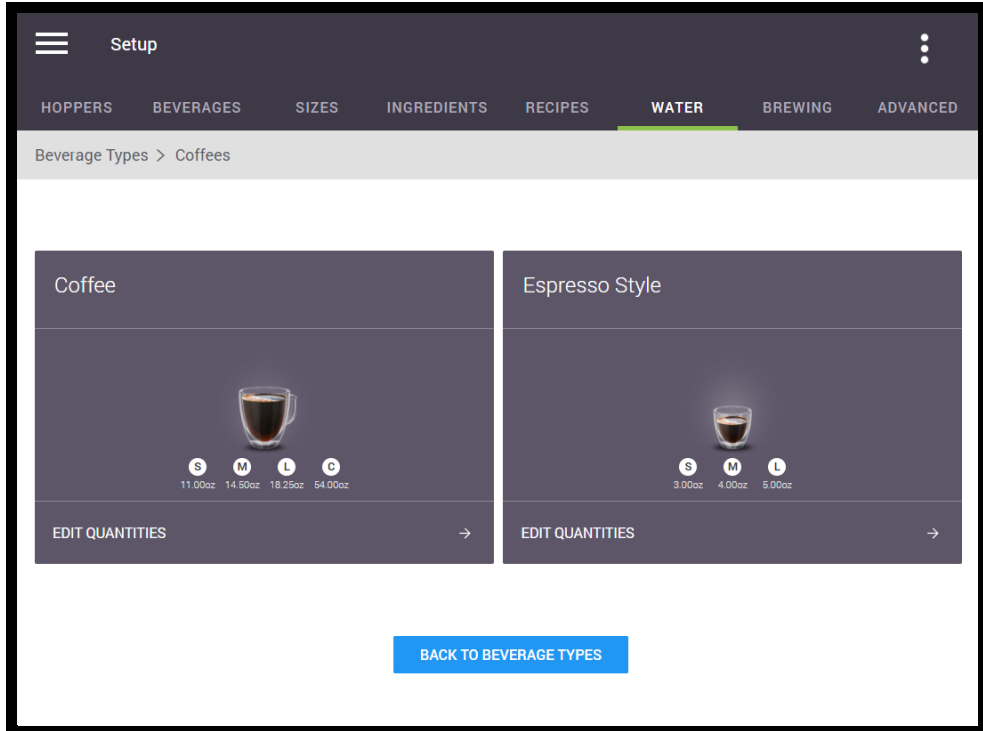 Setup
HOPPERS BEVERAGES SIZES INGREDIENTS RECIPES WATER BREWING ADVANCED
Beverage Types > Coffees
Coffee
S M L C
11.00oz 14.50oz 18.25oz 54.00oz
EDIT QUANTITIES →
Espresso Style
S M L
3.00oz 4.00oz 5.00oz
EDIT QUANTITIES →
BACK TO BEVERAGE TYPES